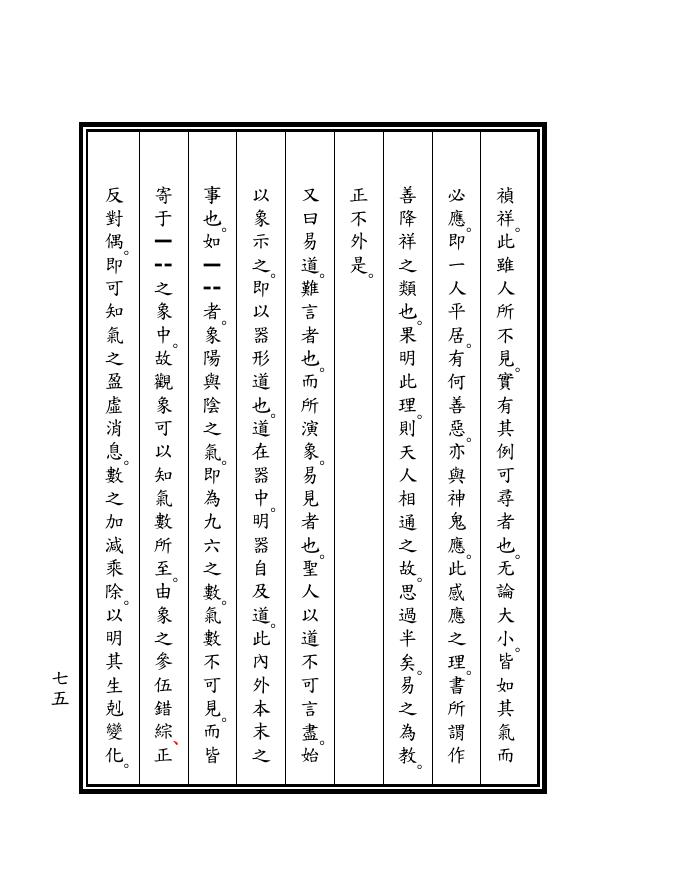 禎祥。此雖人所不見。實有其例可尋者也。无論大小。皆如其氣而
必應。即一人平居。有何善惡。亦與神鬼應。此感應之理。書所謂作
善降祥之類也。果明此理。則天人相通之故。思過半矣。易之為教。
正不外是。
又曰易道。難言者也。而所演象。易見者也。聖人以道不可言盡。始
以象示之。即以器形道也。道在器中。明器自及道。此內外本末之
事也。如⚊⚋者。象陽與陰之氣。即為九六之數。氣數不可見。而皆
寄于⚊⚋之象中。故觀象可以知氣數所至。由象之參伍錯綜、正
反對偶。即可知氣之盈虛消息。數之加減乘除。以明其生剋變化。
七五